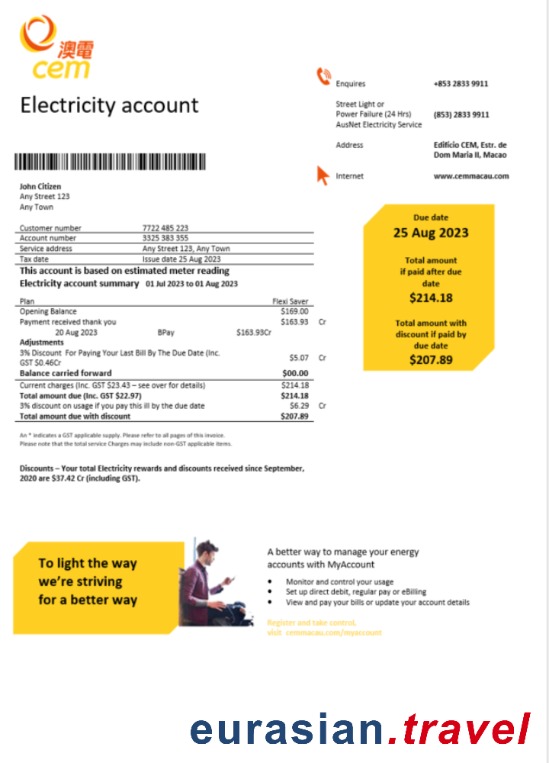 澳電
cem
Electricity account
Enquires +853 2833 9911
Street Light or
Power Failure (24 Hrs) (853) 2833 9911
AusNet Electricity Service
Address Edifício CEM, Estr. de
Dom Maria II, Macao
Internet www.cemmacau.com
John Citizen
Any Street 123
Any Town
Customer number 7722 485 223
Account number 3325 383 355
Service address Any Street 123, Any Town
Tax date Issue date 25 Aug 2023
This account is based on estimated meter reading
Electricity account summary 01 Jul 2023 to 01 Aug 2023
Plan Flexi Saver
Opening Balance $169.00
Payment received thank you $163.93 Cr
20 Aug 2023 BPay $163.93Cr
Adjustments
3% Discount For Paying Your Last Bill By The Due Date (Inc.
GST $0.46Cr $5.07 Cr
Balance carried forward $00.00
Current charges (Inc. GST $23.43 – see over for details) $214.18
Total amount due (Inc. GST $22.97) $214.18
3% discount on usage if you pay this ill by the due date $6.29 Cr
Total amount due with discount $207.89
An * indicates a GST applicable supply. Please refer to all pages of this invoice.
Please note that the total service Charges may include non-GST applicable items.
Discounts – Your total Electricity rewards and discounts received since September,
2020 are $37.42 Cr (including GST).
Due date
25 Aug 2023
Total amount
if paid after due
date
$214.18
Total amount with
discount if paid by
due date
$207.89
To light the way
we're striving
for a better way
A better way to manage your energy
accounts with MyAccount
• Monitor and control your usage
• Set up direct debit, regular pay or eBilling
• View and pay your bills or update your account details
Register and take control.
visit cemmacau.com/myaccount
eurasian.travel